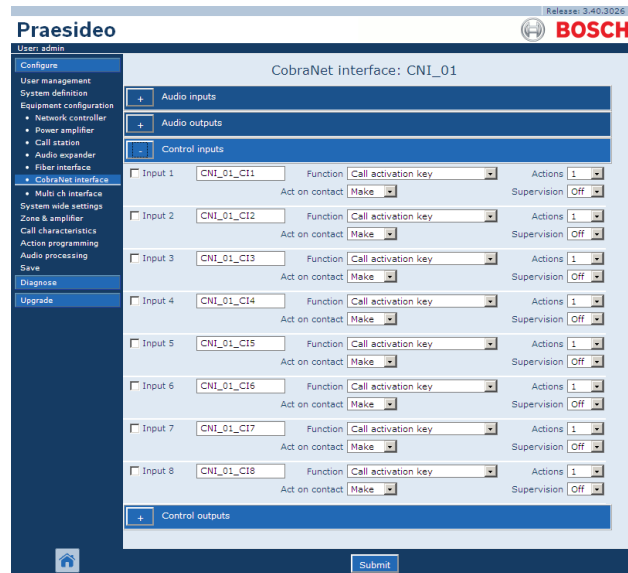 Release: 3.40.3026
Praesideo
BOSCH
User: admin
Configure
User management
System definition
Equipment configuration
• Network controller
• Power amplifier
• Call station
• Audio expander
• Fiber interface
• CobraNet interface
• Multi ch interface
System wide settings
Zone & amplifier
Call characteristics
Action programming
Audio processing
Save
Diagnose
Upgrade
CobraNet interface: CNI_01
+ Audio inputs
+ Audio outputs
- Control inputs
Input 1 CNI_01_CI1 Function Call activation key Actions 1
Act on contact Make Supervision Off
Input 2 CNI_01_CI2 Function Call activation key Actions 1
Act on contact Make Supervision Off
Input 3 CNI_01_CI3 Function Call activation key Actions 1
Act on contact Make Supervision Off
Input 4 CNI_01_CI4 Function Call activation key Actions 1
Act on contact Make Supervision Off
Input 5 CNI_01_CI5 Function Call activation key Actions 1
Act on contact Make Supervision Off
Input 6 CNI_01_CI6 Function Call activation key Actions 1
Act on contact Make Supervision Off
Input 7 CNI_01_CI7 Function Call activation key Actions 1
Act on contact Make Supervision Off
Input 8 CNI_01_CI8 Function Call activation key Actions 1
Act on contact Make Supervision Off
+ Control outputs
Submit